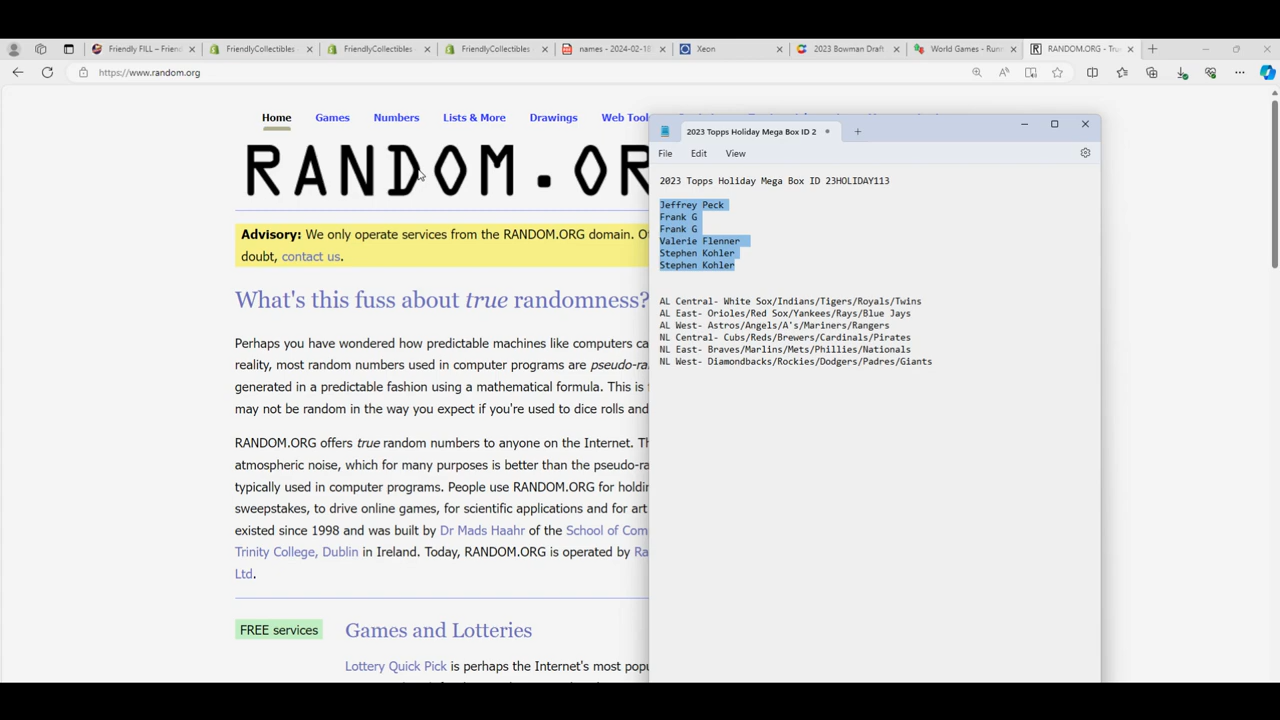 Friendly FILL – Friend
FriendlyCollectibles
FriendlyCollectibles
FriendlyCollectibles
names - 2024-02-18
Xeon
2023 Bowman Draft
World Games - Run
RANDOM.ORG - Tru
https://www.random.org
Home Games Numbers Lists & More Drawings Web Tool
RANDOM.OR
Advisory: We only operate services from the RANDOM.ORG domain. O
doubt, contact us.
What's this fuss about true randomness?
Perhaps you have wondered how predictable machines like computers ca
reality, most random numbers used in computer programs are pseudo-ra
generated in a predictable fashion using a mathematical formula. This is f
may not be random in the way you expect if you're used to dice rolls and
RANDOM.ORG offers true random numbers to anyone on the Internet. Th
atmospheric noise, which for many purposes is better than the pseudo-ra
typically used in computer programs. People use RANDOM.ORG for holdi
sweepstakes, to drive online games, for scientific applications and for art
existed since 1998 and was built by Dr Mads Haahr of the School of Com
Trinity College, Dublin in Ireland. Today, RANDOM.ORG is operated by Ra
Ltd.
FREE services
Games and Lotteries
Lottery Quick Pick is perhaps the Internet's most popu
2023 Topps Holiday Mega Box ID 2
File Edit View
2023 Topps Holiday Mega Box ID 23HOLIDAY113
Jeffrey Peck
Frank G
Frank G
Valerie Flenner
Stephen Kohler
Stephen Kohler
AL Central- White Sox/Indians/Tigers/Royals/Twins
AL East- Orioles/Red Sox/Yankees/Rays/Blue Jays
AL West- Astros/Angels/A's/Mariners/Rangers
NL Central- Cubs/Reds/Brewers/Cardinals/Pirates
NL East- Braves/Marlins/Mets/Phillies/Nationals
NL West- Diamondbacks/Rockies/Dodgers/Padres/Giants